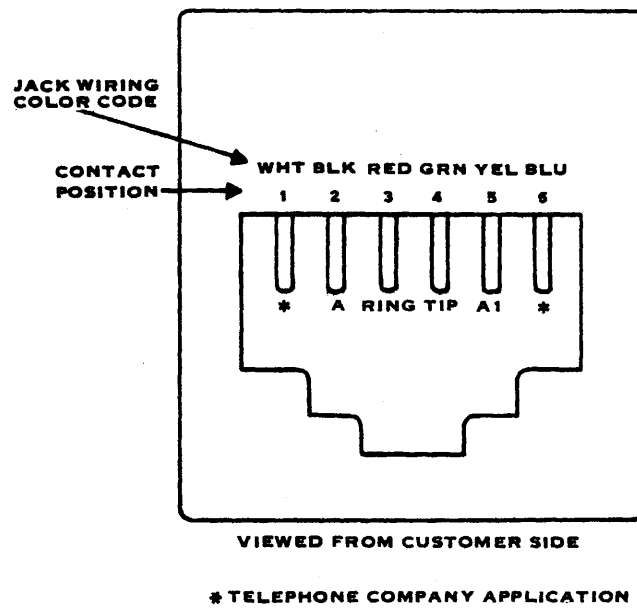 JACK WIRING
COLOR CODE
WHT BLK RED GRN YEL BLU
CONTACT
POSITION
1 2 3 4 5 6
* A RING TIP A1 *
VIEWED FROM CUSTOMER SIDE
* TELEPHONE COMPANY APPLICATION